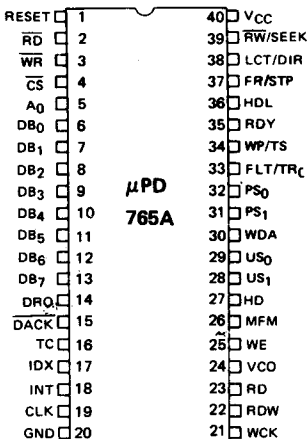 RESET 1 40 VCC
RD 2 39 RW/SEEK
WR 3 38 LCT/DIR
CS 4 37 FR/STP
A0 5 36 HDL
DB0 6 35 RDY
DB1 7 34 WP/TS
DB2 8 33 FLT/TR0
DB3 9 µPD 32 PS0
DB4 10 765A 31 PS1
DB5 11 30 WDA
DB6 12 29 US0
DB7 13 28 US1
DRQ 14 27 HD
DACK 15 26 MFM
TC 16 25 WE
IDX 17 24 VCO
INT 18 23 RD
CLK 19 22 RDW
GND 20 21 WCK